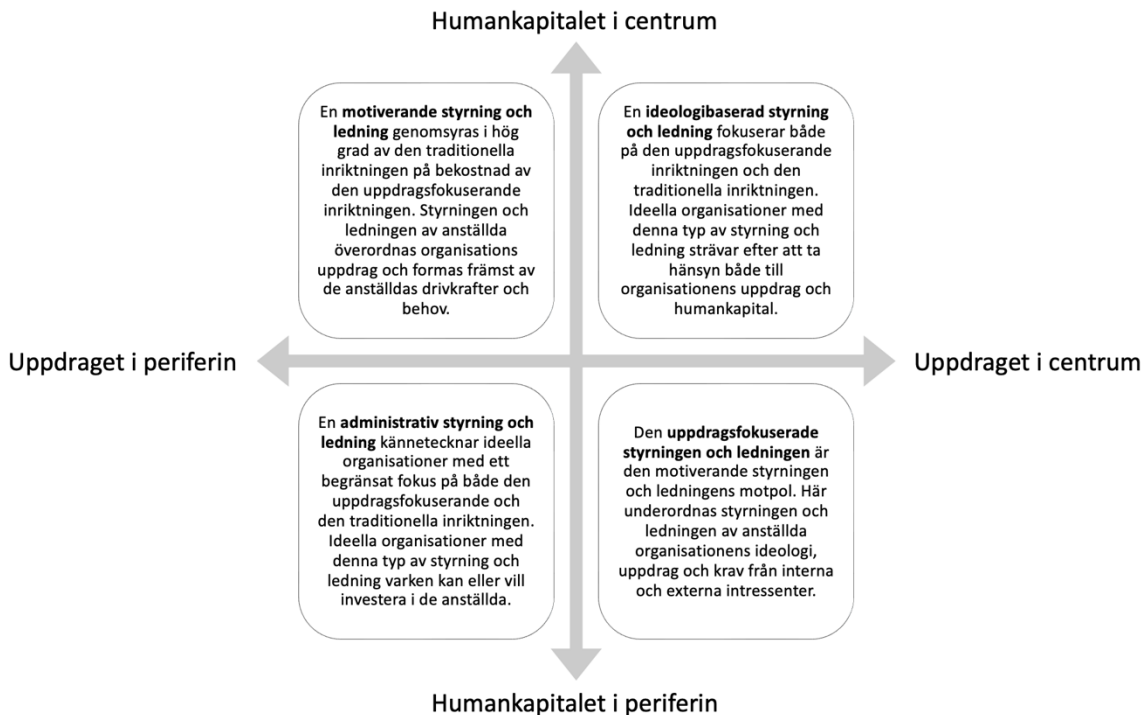 Humankapitalet i centrum
En motiverande styrning och
ledning genomsyras i hög
grad av den traditionella
inriktningen på bekostnad av
den uppdragsfokuserande
inriktningen. Styrningen och
ledningen av anställda
överordnas organisations
uppdrag och formas främst av
de anställdas drivkrafter och
behov.
En ideologibaserad styrning
och ledning fokuserar både
på den uppdragsfokuserande
inriktningen och den
traditionella inriktningen.
Ideella organisationer med
denna typ av styrning och
ledning strävar efter att ta
hänsyn både till
organisationens uppdrag och
humankapital.
Uppdraget i periferin
Uppdraget i centrum
En administrativ styrning och
ledning kännetecknar ideella
organisationer med ett
begränsat fokus på både den
uppdragsfokuserande och
den traditionella inriktningen.
Ideella organisationer med
denna typ av styrning och
ledning varken kan eller vill
investera i de anställda.
Den uppdragsfokuserade
styrningen och ledningen är
den motiverande styrningen
och ledningens motpol. Här
underordnas styrningen och
ledningen av anställda
organisationens ideologi,
uppdrag och krav från interna
och externa intressenter.
Humankapitalet i periferin